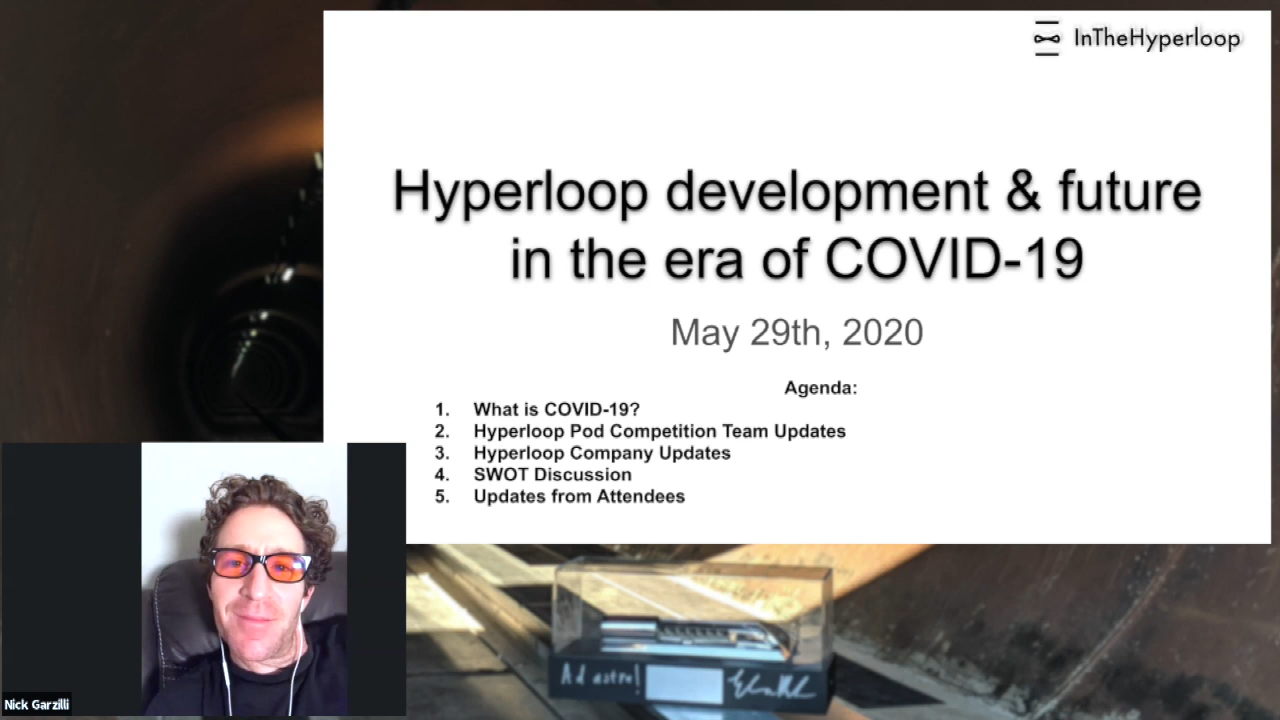 InTheHyperloop
Hyperloop development & future
in the era of COVID-19
May 29th, 2020
Agenda:
1. What is COVID-19?
2. Hyperloop Pod Competition Team Updates
3. Hyperloop Company Updates
4. SWOT Discussion
5. Updates from Attendees
Ad astra!
Nick Garzilli